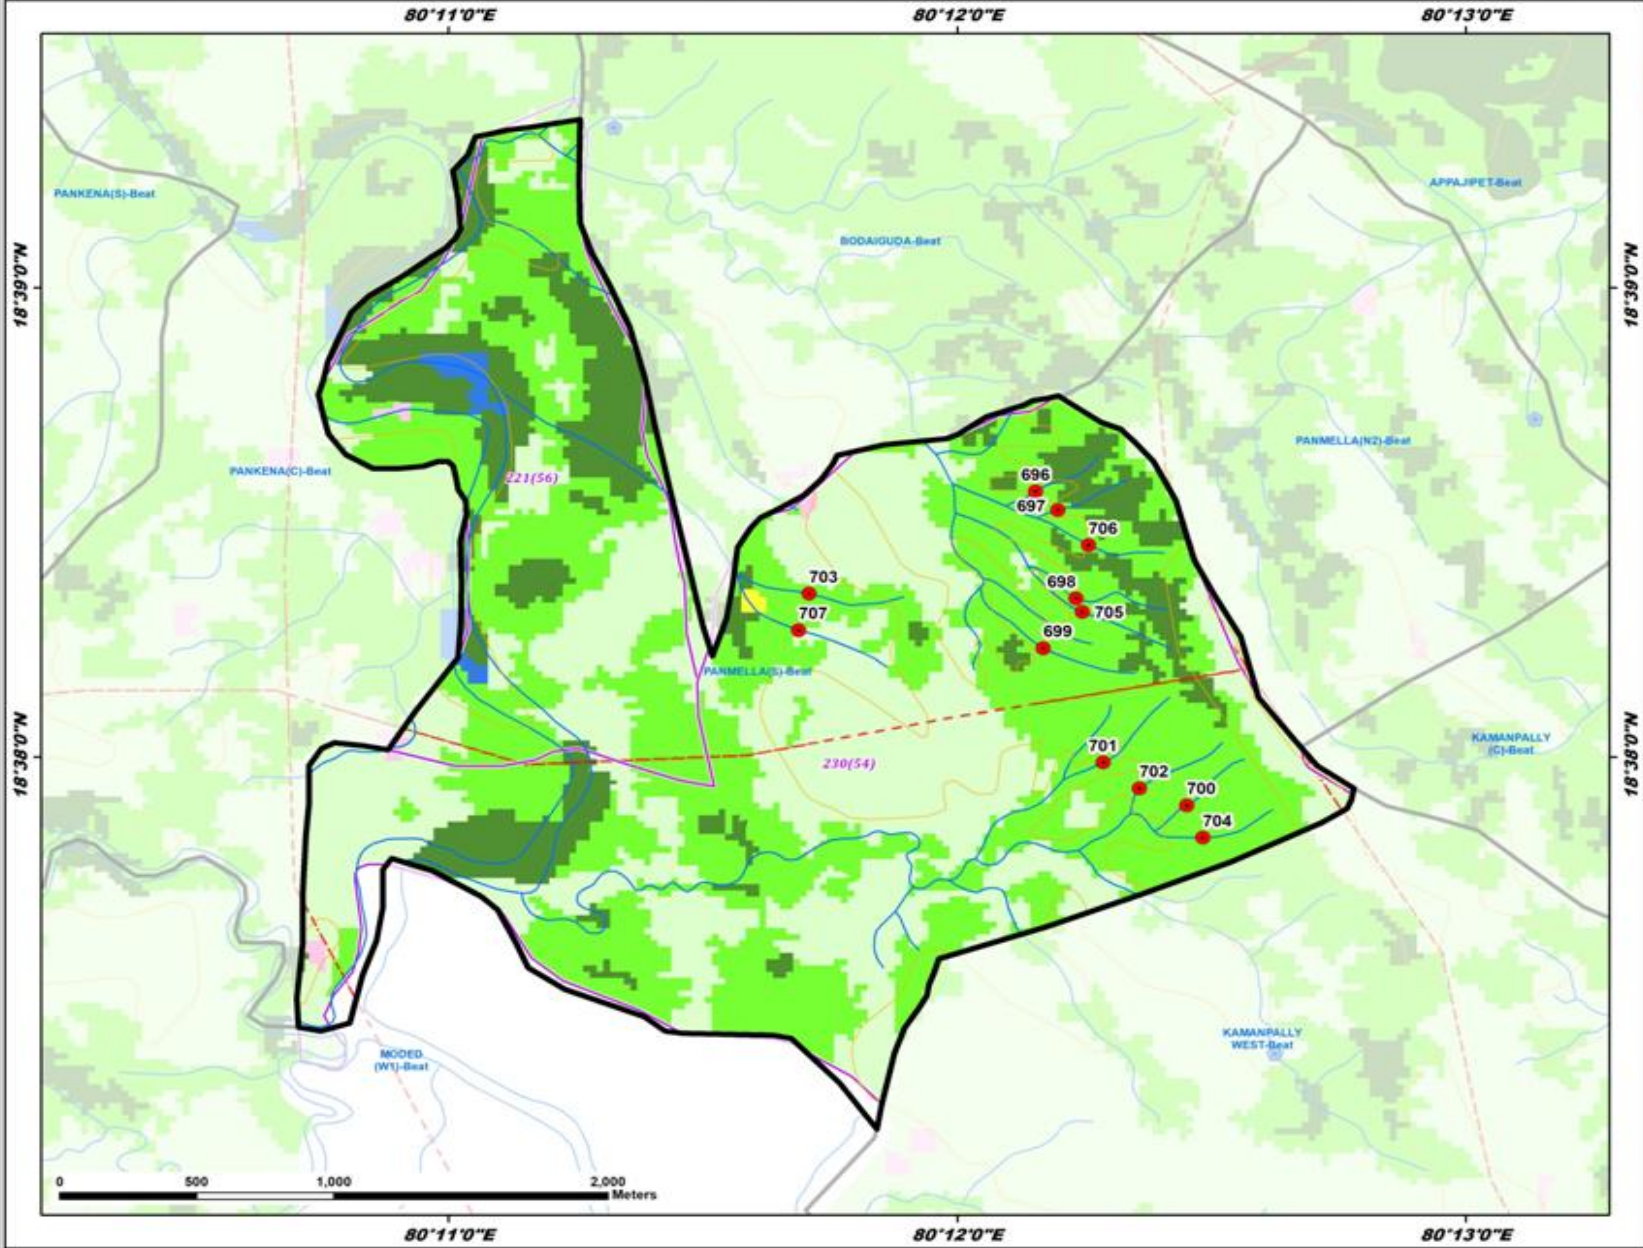 80°11'0"E
80°12'0"E
80°13'0"E
PANKENA(S)-Beat
APPAJIPET-Beat
BODAIGUDA-Beat
18°39'0"N
18°39'0"N
PANMELLA(N2)-Beat
PANKENA(C)-Beat
221(56)
696
697
706
703
698
705
707
699
PANMELLA(S)-Beat
KAMANPALLY
(C)-Beat
18°38'0"N
18°38'0"N
701
230(54)
702
700
704
KAMANPALLY
WEST-Beat
MODED
(W1)-Beat
0
500
1,000
2,000
Meters
80°11'0"E
80°12'0"E
80°13'0"E